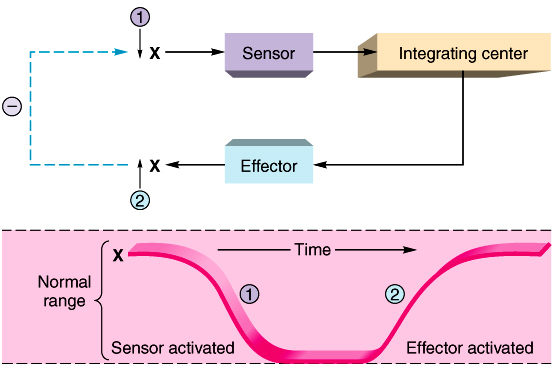 1
X
Sensor
Integrating center
−
X
Effector
2
X
Time
Normal
range
1
2
Sensor activated
Effector activated